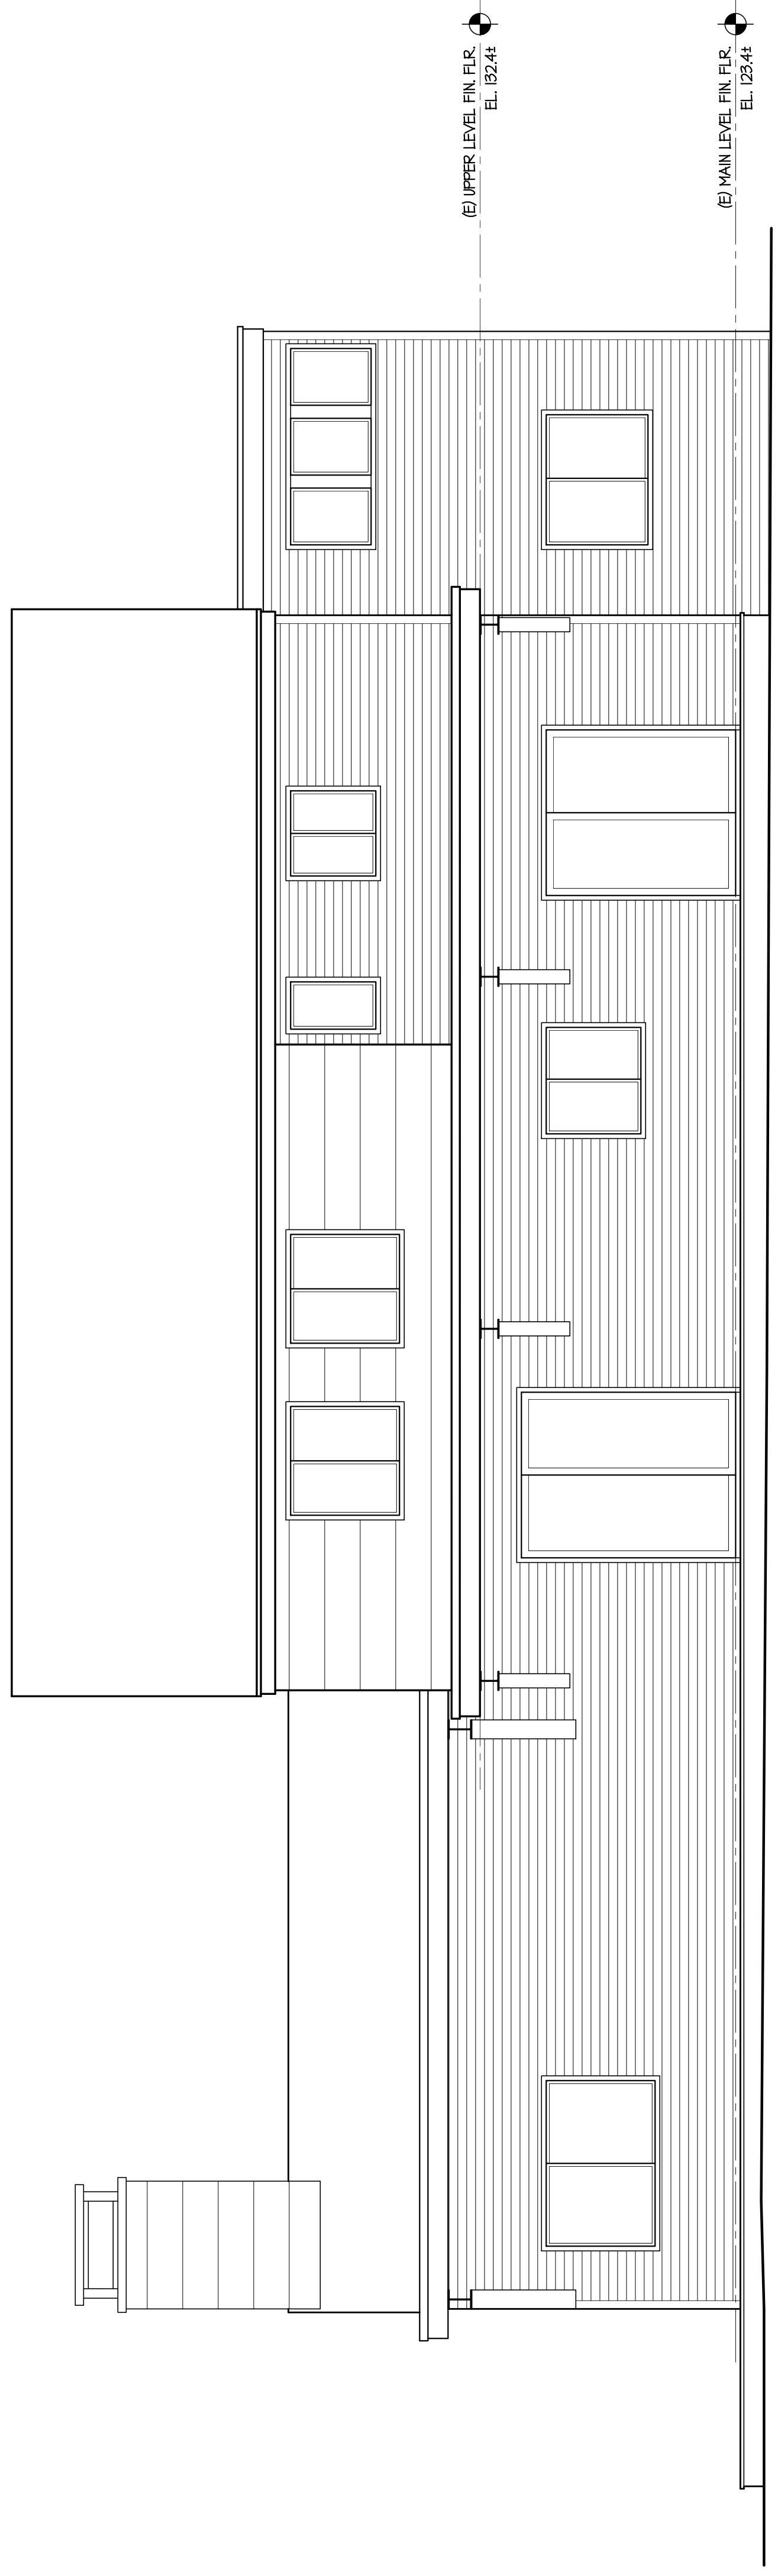 (E) UPPER LEVEL FIN. FLR.
EL. 132.4±
(E) MAIN LEVEL FIN. FLR.
EL. 123.4±